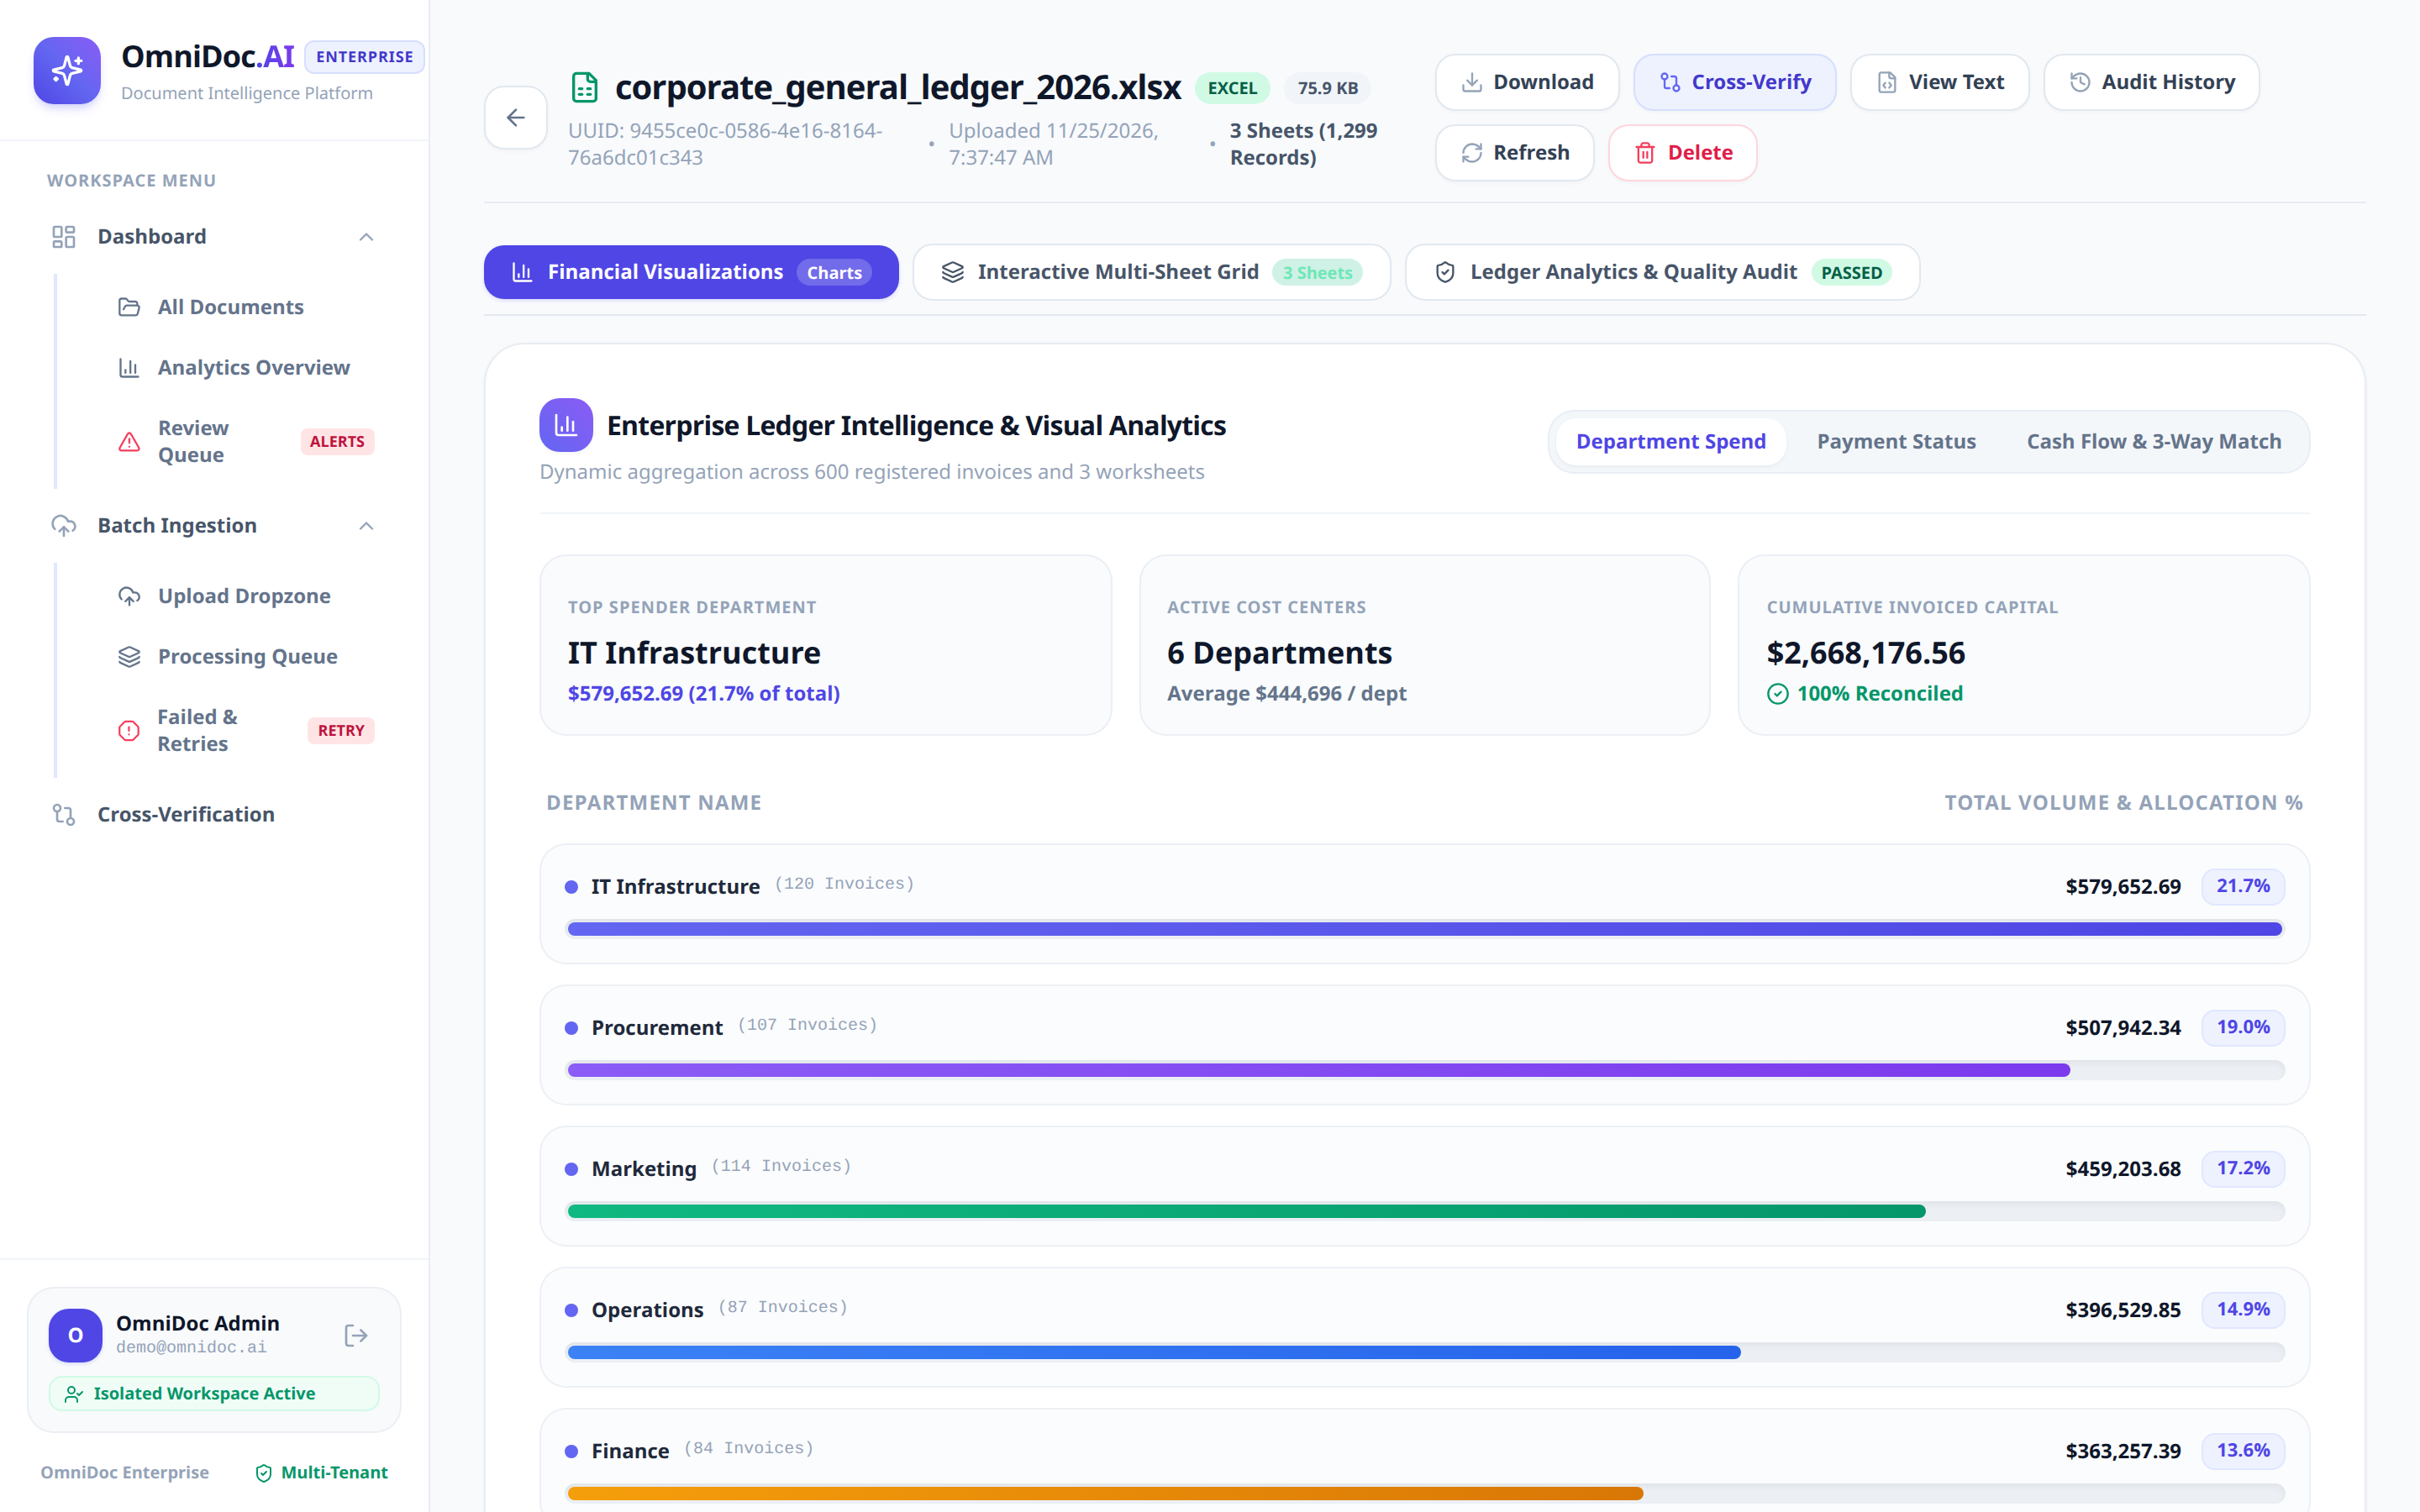 OmniDoc.AI ENTERPRISE
Document Intelligence Platform
WORKSPACE MENU
Dashboard
All Documents
Analytics Overview
Review
Queue
ALERTS
Batch Ingestion
Upload Dropzone
Processing Queue
Failed &
Retries
RETRY
Cross-Verification
O
OmniDoc Admin
demo@omnidoc.ai
Isolated Workspace Active
OmniDoc Enterprise
Multi-Tenant
corporate_general_ledger_2026.xlsx EXCEL 75.9 KB
UUID: 9455ce0c-0586-4e16-8164-
76a6dc01c343
•
Uploaded 11/25/2026,
7:37:47 AM
•
3 Sheets (1,299
Records)
Download
Cross-Verify
View Text
Audit History
Refresh
Delete
Financial Visualizations Charts
Interactive Multi-Sheet Grid 3 Sheets
Ledger Analytics & Quality Audit PASSED
Enterprise Ledger Intelligence & Visual Analytics
Dynamic aggregation across 600 registered invoices and 3 worksheets
Department Spend
Payment Status
Cash Flow & 3-Way Match
TOP SPENDER DEPARTMENT
IT Infrastructure
$579,652.69 (21.7% of total)
ACTIVE COST CENTERS
6 Departments
Average $444,696 / dept
CUMULATIVE INVOICED CAPITAL
$2,668,176.56
100% Reconciled
DEPARTMENT NAME
TOTAL VOLUME & ALLOCATION %
IT Infrastructure (120 Invoices) $579,652.69 21.7%
Procurement (107 Invoices) $507,942.34 19.0%
Marketing (114 Invoices) $459,203.68 17.2%
Operations (87 Invoices) $396,529.85 14.9%
Finance (84 Invoices) $363,257.39 13.6%